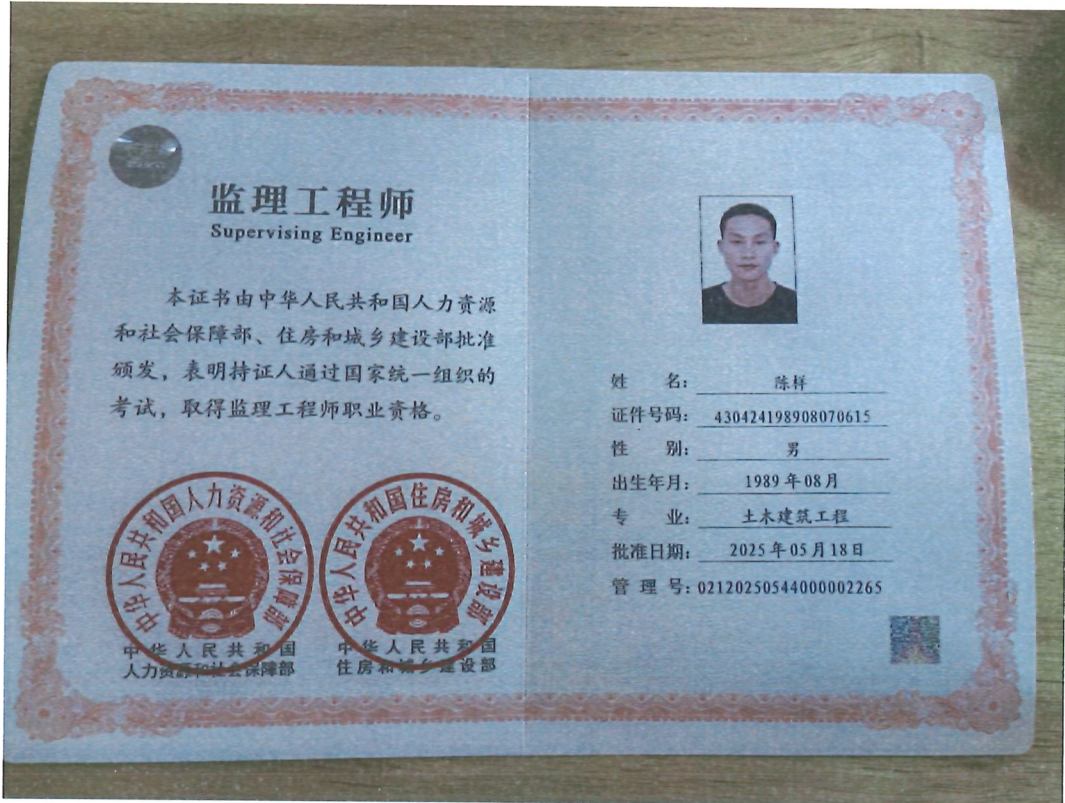 监理工程师
Supervising Engineer
本证书由中华人民共和国人力资源
和社会保障部、住房和城乡建设部批准
颁发，表明持证人通过国家统一组织的
考试，取得监理工程师职业资格。
中华人民共和国人力资源和社会保障部
中华人民共和国住房和城乡建设部
中华人民共和国
人力资源和社会保障部
中华人民共和国
住房和城乡建设部
姓 名：陈样
证件号码：430424198908070615
性 别：男
出生年月：1989年08月
专 业：土木建筑工程
批准日期：2025年05月18日
管 理 号：02120250544000002265